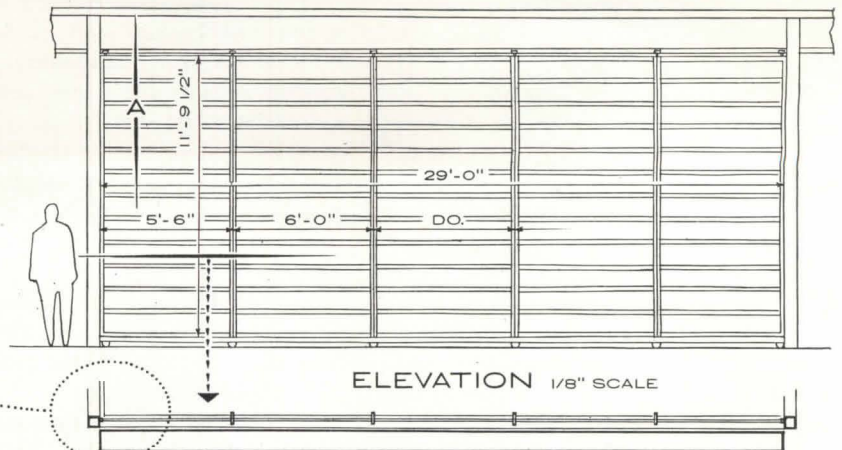 A
11'-9 1/2"
29'-0"
5'-6" 6'-0" DO.
ELEVATION 1/8" SCALE